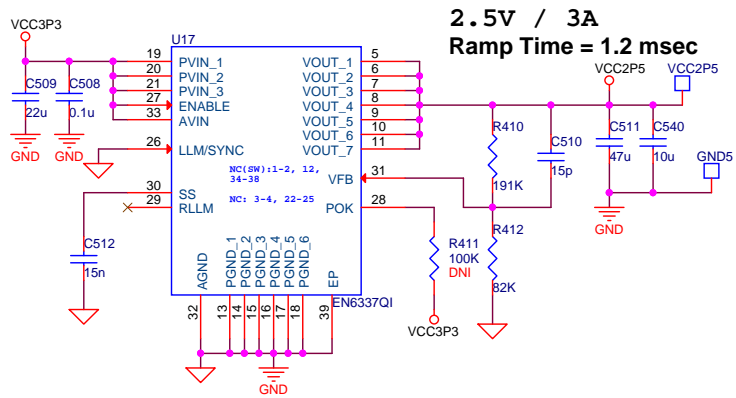 2.5V / 3A
Ramp Time = 1.2 msec
VCC3P3
U17
VCC2P5
VCC2P5
19
PVIN_1
VOUT_1
5
20
PVIN_2
VOUT_2
6
21
PVIN_3
VOUT_3
7
27
ENABLE
VOUT_4
8
33
AVIN
VOUT_5
9
VOUT_6
10
VOUT_7
11
C509
22u
C508
0.1u
GND
GND
26
LLM/SYNC
NC(SW):1-2, 12,
34-38
NC: 3-4, 22-25
VFB
31
30
SS
29
RLLM
POK
28
C512
15n
R410
191K
C510
15p
C511
47u
C540
10u
GND5
GND
R411
100K
DNI
R412
82K
VCC3P3
AGND
PGND_1
PGND_2
PGND_3
PGND_4
PGND_5
PGND_6
EP
EN6337QI
32
13
14
15
16
17
18
39
GND